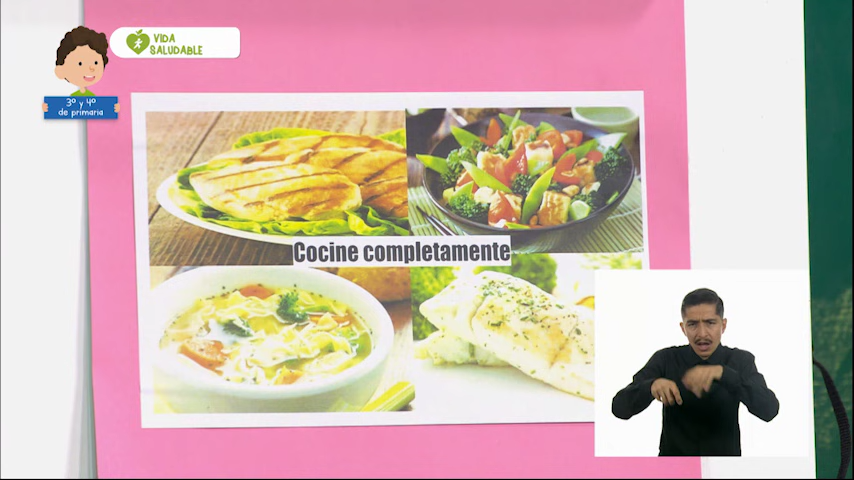 VIDA
SALUDABLE
3º y 4º
de primaria
Cocine completamente